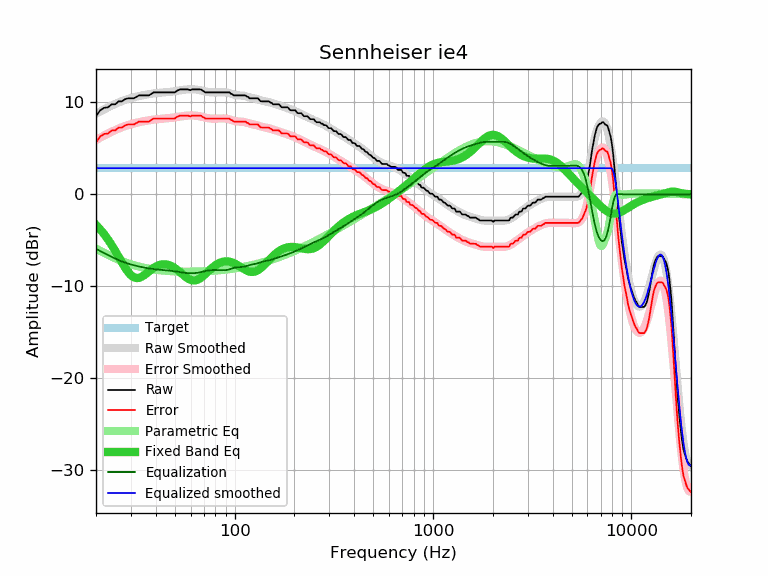 Sennheiser ie4
Amplitude (dBr)
10
0
−10
−20
−30
Target
Raw Smoothed
Error Smoothed
Raw
Error
Parametric Eq
Fixed Band Eq
Equalization
Equalized smoothed
100
1000
10000
Frequency (Hz)